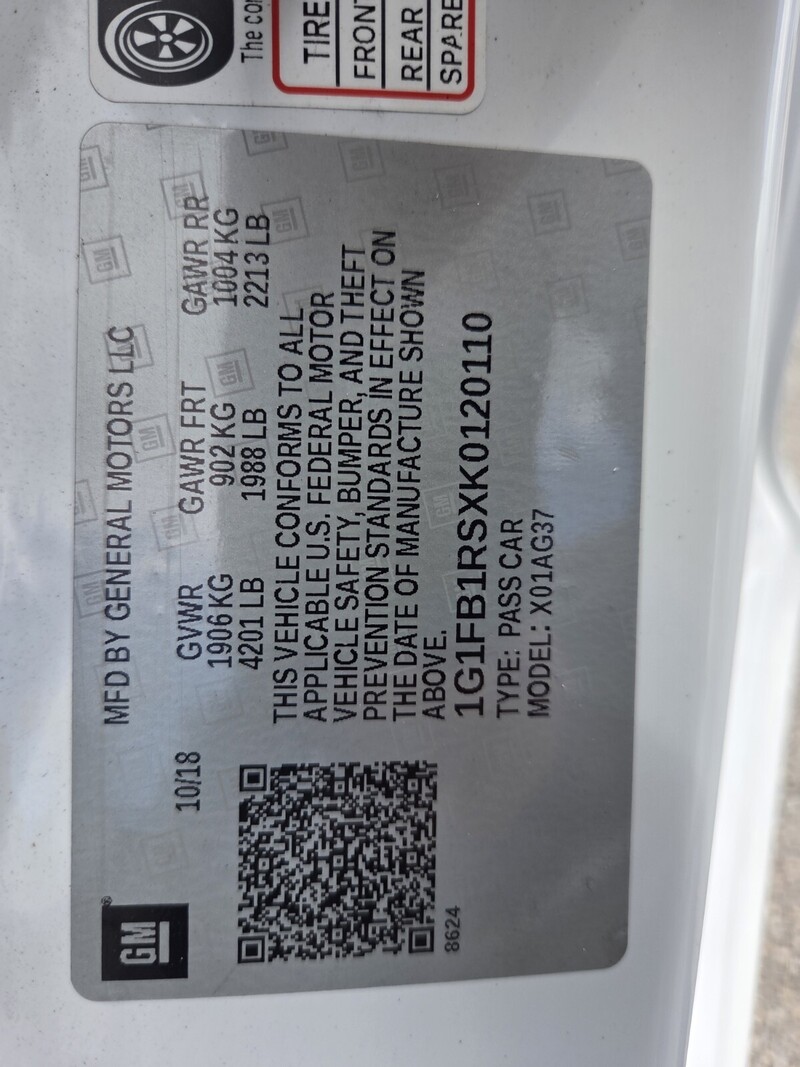 The
TIRE
FRONT
REAR
SPARE
GM
MFD BY GENERAL MOTORS LLC
10/18
GVWR GAWR FRT GAWR RR
1906 KG 902 KG 1004 KG
4201 LB 1988 LB 2213 LB
THIS VEHICLE CONFORMS TO ALL
APPLICABLE U.S. FEDERAL MOTOR
VEHICLE SAFETY, BUMPER, AND THEFT
PREVENTION STANDARDS IN EFFECT ON
THE DATE OF MANUFACTURE SHOWN
ABOVE.
1G1FB1RSXK0120110
TYPE: PASS CAR
MODEL: X01AG37
8624